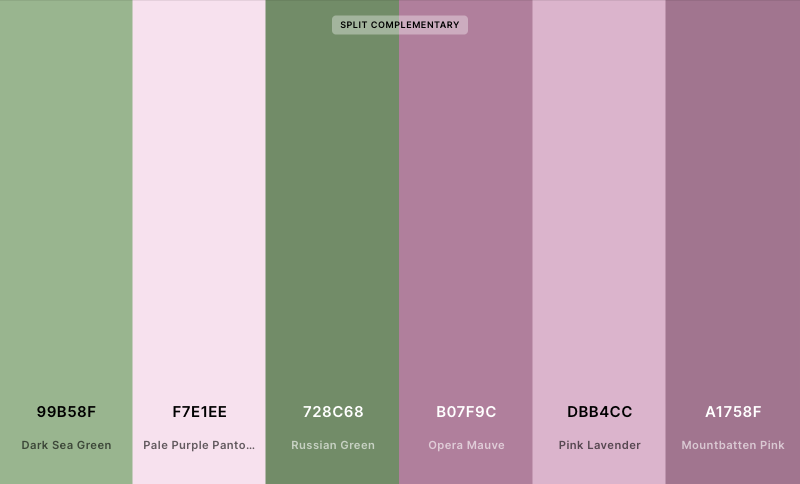 SPLIT COMPLEMENTARY
99B58F
F7E1EE
728C68
B07F9C
DBB4CC
A1758F
Dark Sea Green
Pale Purple Panto...
Russian Green
Opera Mauve
Pink Lavender
Mountbatten Pink